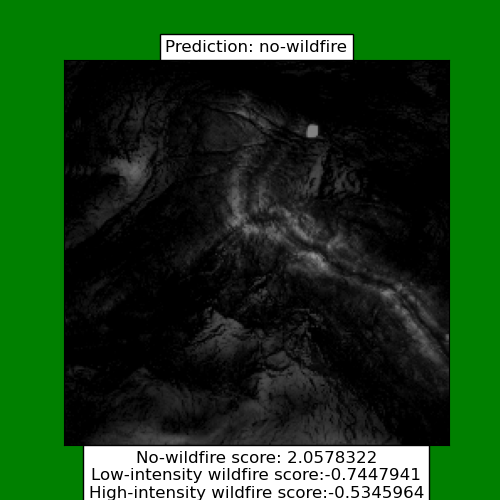 Prediction: no-wildfire
No-wildfire score: 2.0578322
Low-intensity wildfire score:-0.7447941
High-intensity wildfire score:-0.5345964